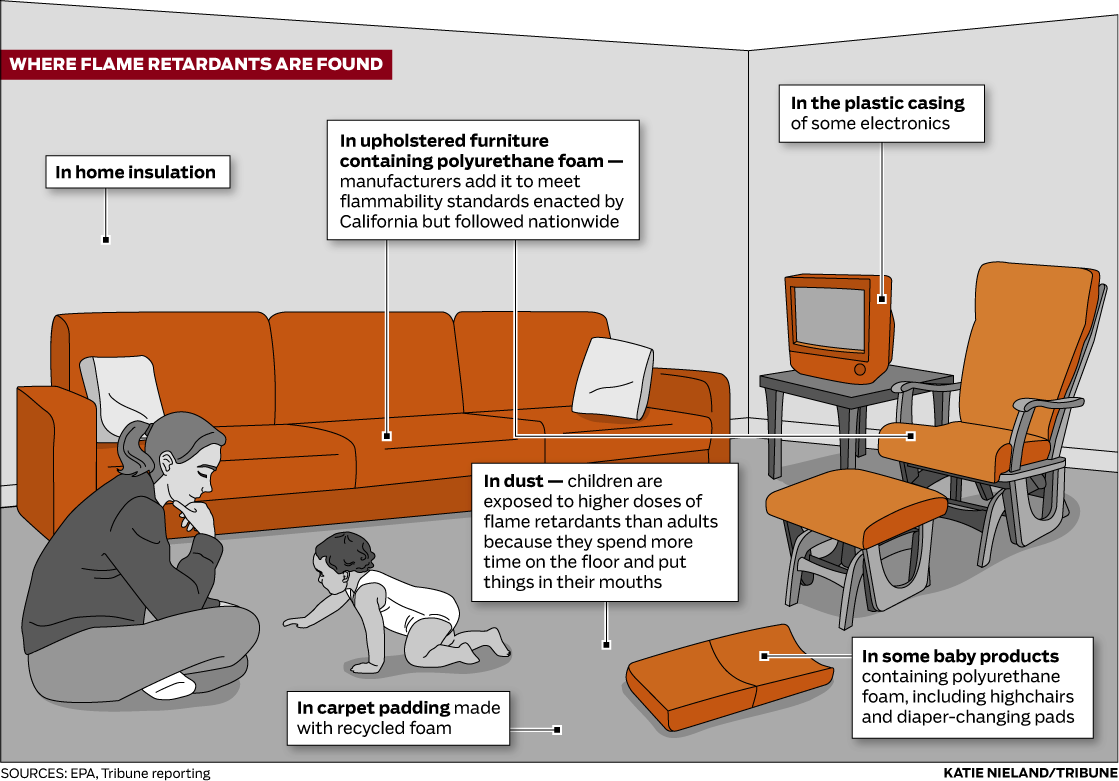 WHERE FLAME RETARDANTS ARE FOUND
In home insulation
In upholstered furniture
containing polyurethane foam —
manufacturers add it to meet
flammability standards enacted by
California but followed nationwide
In the plastic casing
of some electronics
In dust — children are
exposed to higher doses of
flame retardants than adults
because they spend more
time on the floor and put
things in their mouths
In some baby products
containing polyurethane
foam, including highchairs
and diaper-changing pads
In carpet padding made
with recycled foam
SOURCES: EPA, Tribune reporting
KATIE NIELAND/TRIBUNE